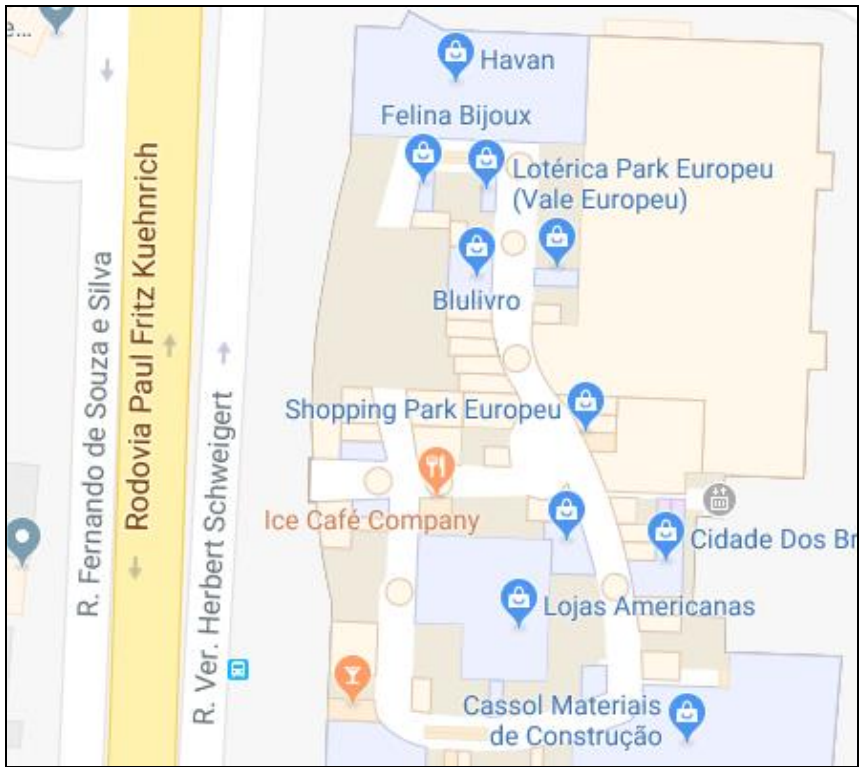 e...
Havan
Felina Bijoux
Lotérica Park Europeu
(Vale Europeu)
Blulivro
Shopping Park Europeu
Ice Café Company
Cidade Dos Br
Lojas Americanas
Cassol Materiais
de Construção
R. Fernando de Souza e Silva
Rodovia Paul Fritz Kuehnrich
R. Ver. Herbert Schweigert